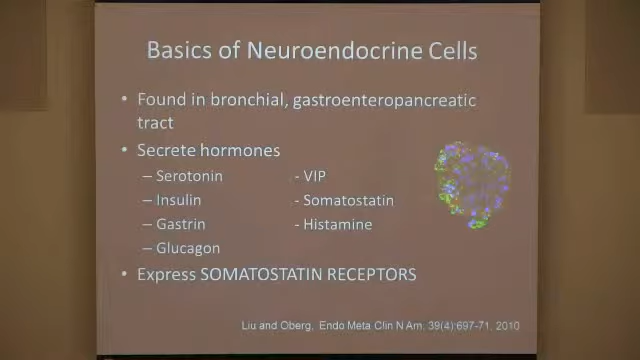 Basics of Neuroendocrine Cells
• Found in bronchial, gastroenteropancreatic
tract
• Secrete hormones
– Serotonin - VIP
– Insulin - Somatostatin
– Gastrin - Histamine
– Glucagon
• Express SOMATOSTATIN RECEPTORS
Liu and Oberg, Endo Meta Clin N Am. 39(4):697-71, 2010